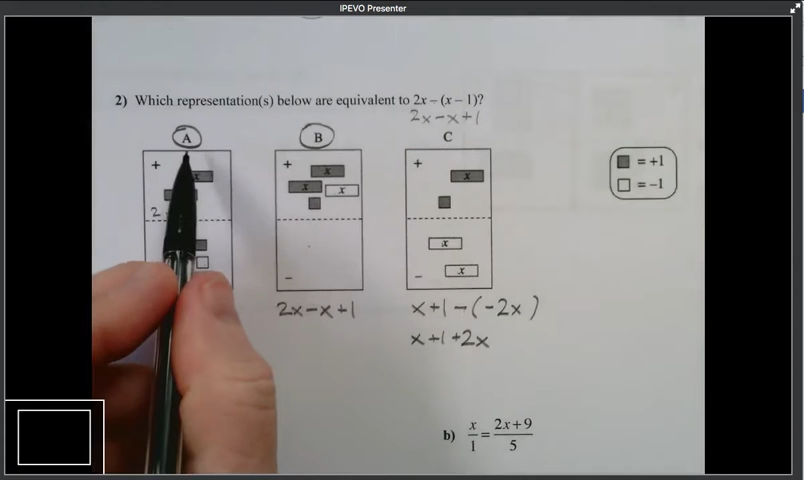 IPEVO Presenter
2) Which representation(s) below are equivalent to 2x – (x – 1)?
2x – x + 1
A
B
C
+
x
2
+
x
x
x
–
+
x
x
x
–
= +1
= –1
2x – x + 1
x + 1 – (–2x)
x + 1 + 2x
b) x/1 = 2x + 9/5